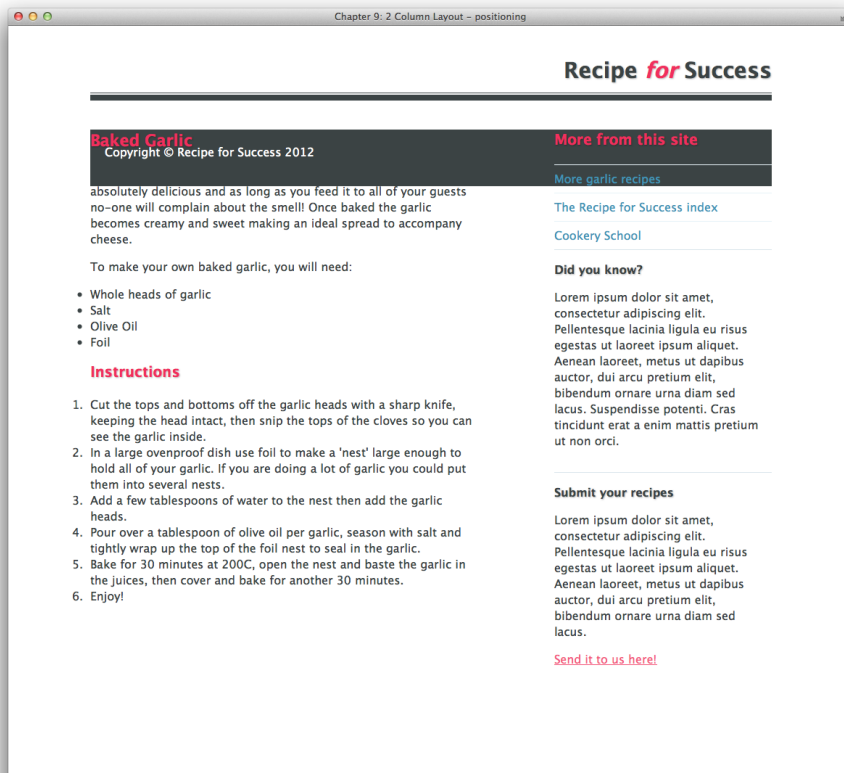 Chapter 9: 2 Column Layout – positioning
Recipe for Success
Baked Garlic
Copyright © Recipe for Success 2012
absolutely delicious and as long as you feed it to all of your guests
no-one will complain about the smell! Once baked the garlic
becomes creamy and sweet making an ideal spread to accompany
cheese.
To make your own baked garlic, you will need:
• Whole heads of garlic
• Salt
• Olive Oil
• Foil
Instructions
1. Cut the tops and bottoms off the garlic heads with a sharp knife,
keeping the head intact, then snip the tops of the cloves so you can
see the garlic inside.
2. In a large ovenproof dish use foil to make a 'nest' large enough to
hold all of your garlic. If you are doing a lot of garlic you could put
them into several nests.
3. Add a few tablespoons of water to the nest then add the garlic
heads.
4. Pour over a tablespoon of olive oil per garlic, season with salt and
tightly wrap up the top of the foil nest to seal in the garlic.
5. Bake for 30 minutes at 200C, open the nest and baste the garlic in
the juices, then cover and bake for another 30 minutes.
6. Enjoy!
More from this site
More garlic recipes
The Recipe for Success index
Cookery School
Did you know?
Lorem ipsum dolor sit amet,
consectetur adipiscing elit.
Pellentesque lacinia ligula eu risus
egestas ut laoreet ipsum aliquet.
Aenean laoreet, metus ut dapibus
auctor, dui arcu pretium elit,
bibendum ornare urna diam sed
lacus. Suspendisse potenti. Cras
tincidunt erat a enim mattis pretium
ut non orci.
Submit your recipes
Lorem ipsum dolor sit amet,
consectetur adipiscing elit.
Pellentesque lacinia ligula eu risus
egestas ut laoreet ipsum aliquet.
Aenean laoreet, metus ut dapibus
auctor, dui arcu pretium elit,
bibendum ornare urna diam sed
lacus.
Send it to us here!